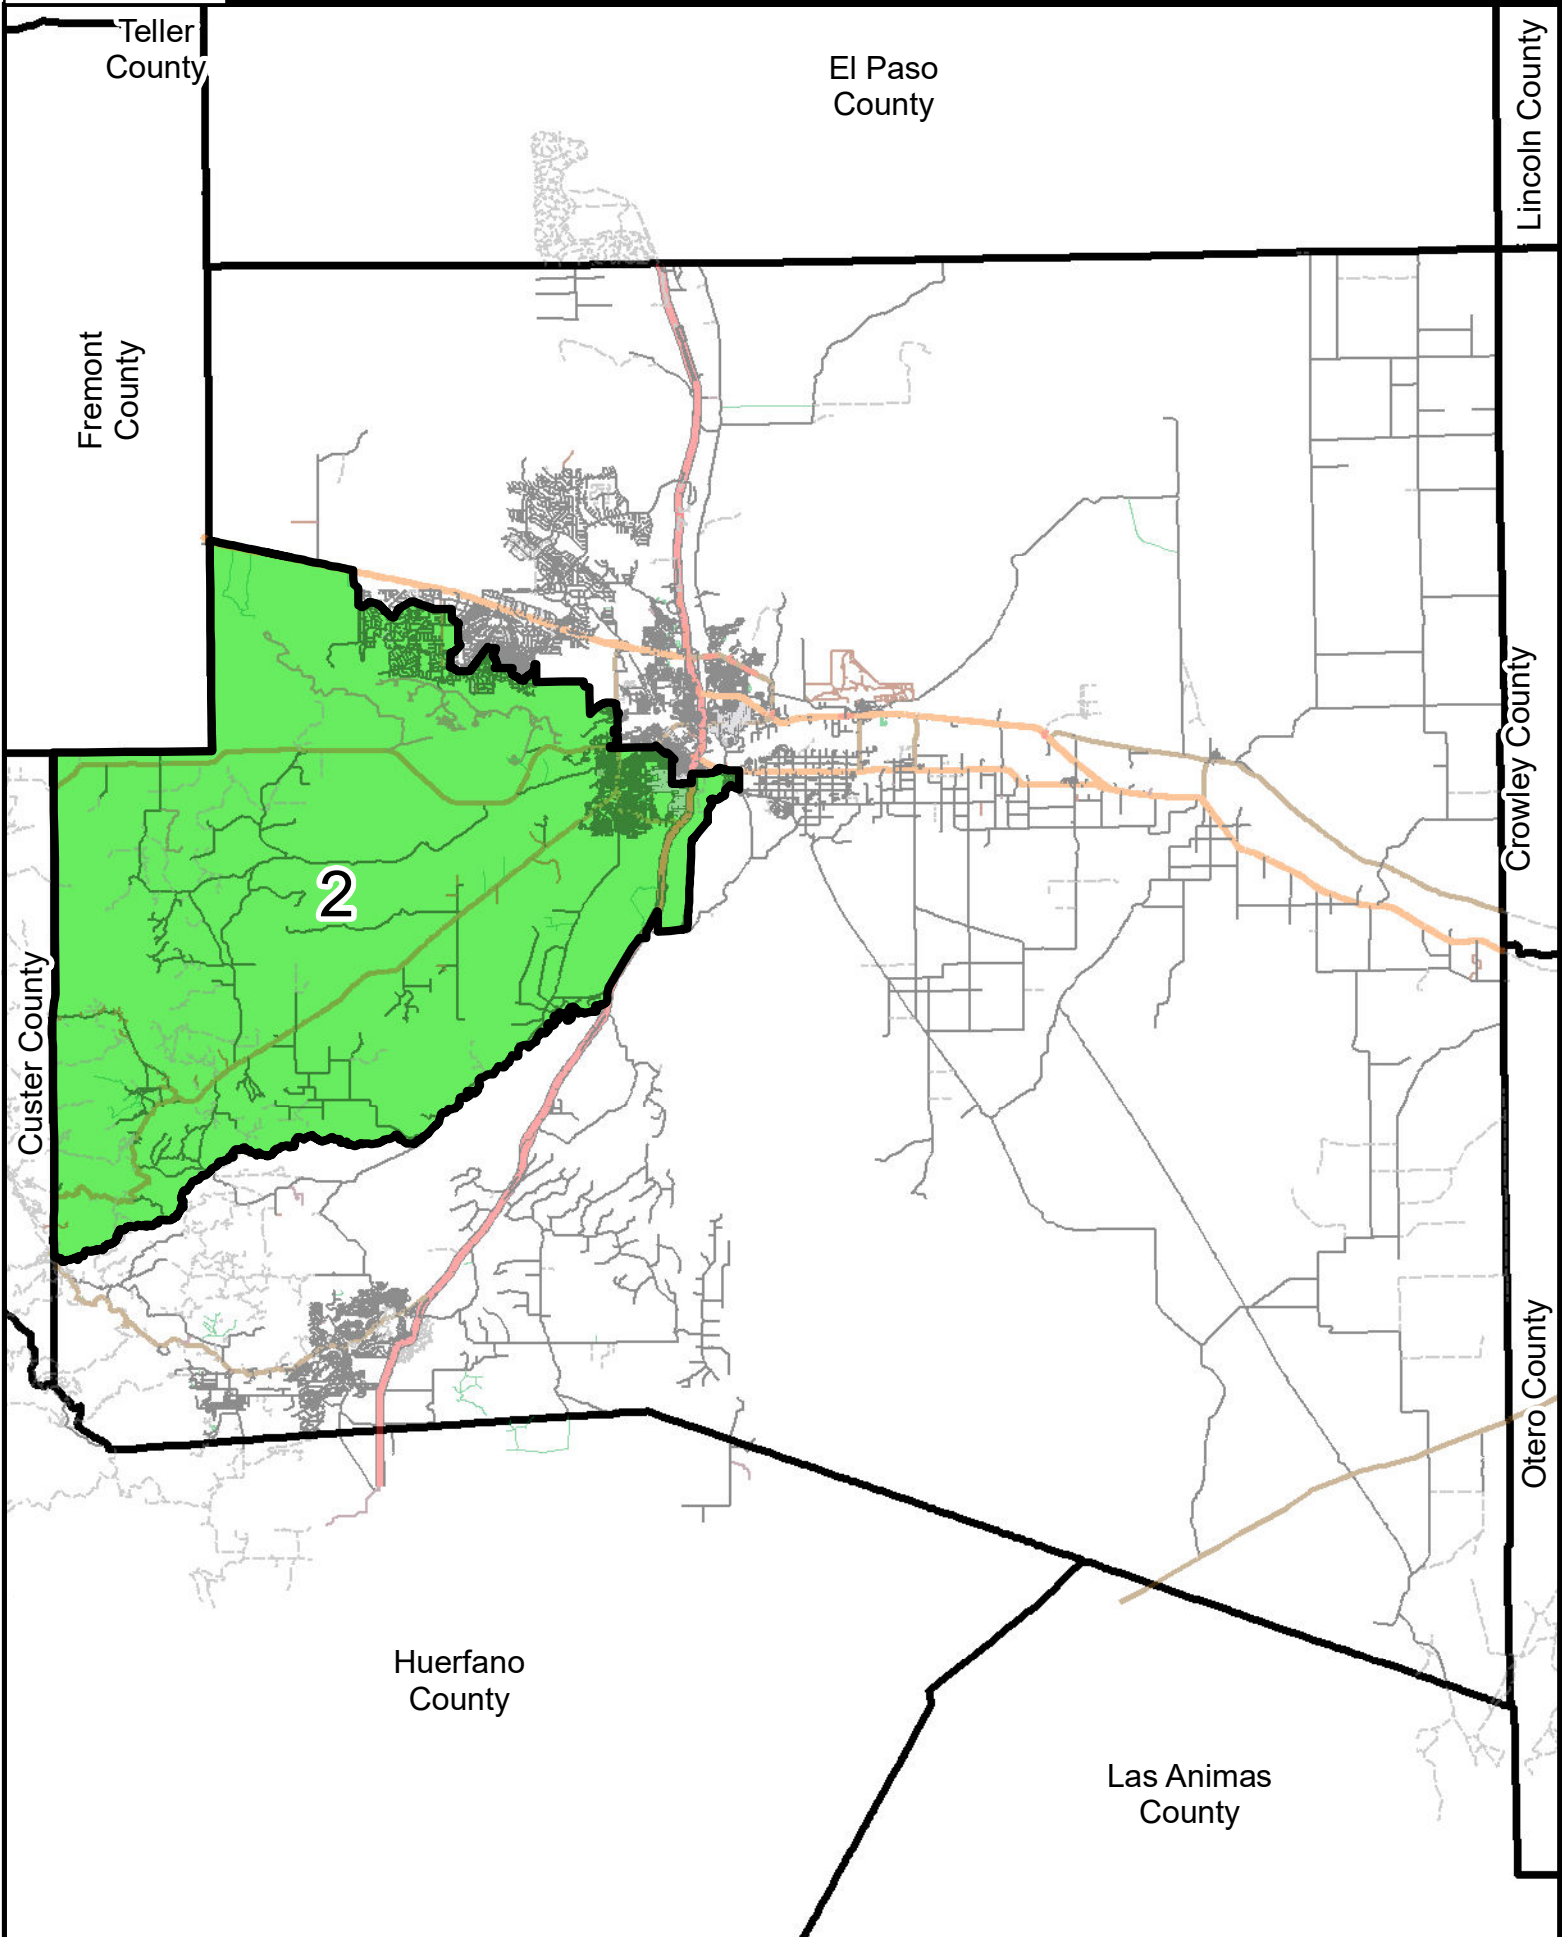 Teller
County
El Paso
County
Lincoln County
Fremont
County
Crowley County
2
Custer County
Otero County
Huerfano
County
Las Animas
County